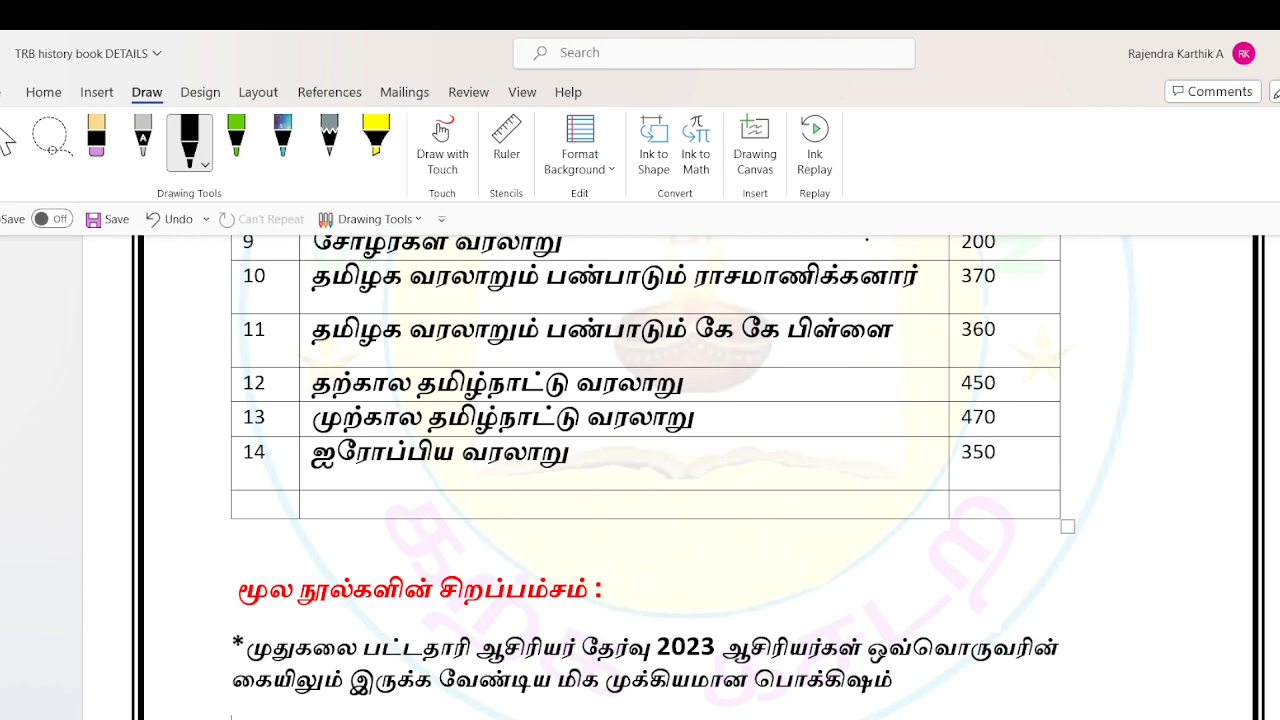 TRB history book DETAILS
Search
Rajendra Karthik A RK
Home Insert Draw Design Layout References Mailings Review View Help
Comments
Draw with Touch
Ruler
Format Background
Ink to Shape
Ink to Math
Drawing Canvas
Ink Replay
Drawing Tools Touch Stencils Edit Convert Insert Replay
Save Off Save Undo Can't Repeat Drawing Tools
9 சோழர்கள் வரலாறு 200
10 தமிழக வரலாறும் பண்பாடும் ராசமாணிக்கனார் 370
11 தமிழக வரலாறும் பண்பாடும் கே கே பிள்ளை 360
12 தற்கால தமிழ்நாட்டு வரலாறு 450
13 முற்கால தமிழ்நாட்டு வரலாறு 470
14 ஐரோப்பிய வரலாறு 350
மூல நூல்களின் சிறப்பம்சம் :
*முதுகலை பட்டதாரி ஆசிரியர் தேர்வு 2023 ஆசிரியர்கள் ஒவ்வொருவரின்
கையிலும் இருக்க வேண்டிய மிக முக்கியமான பொக்கிஷம்